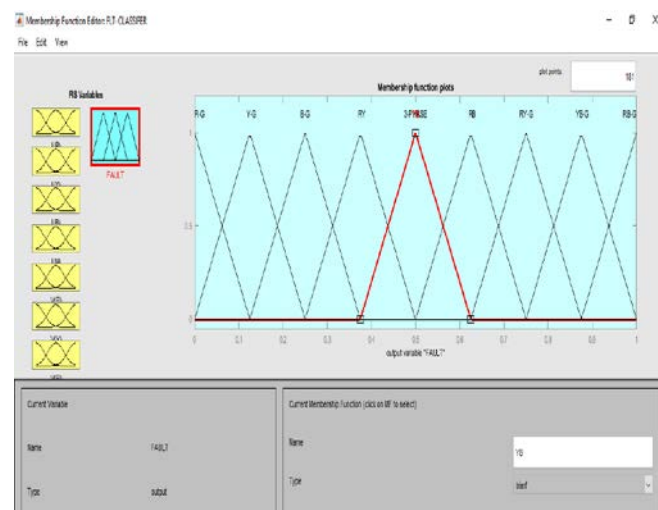 Membership Function Editor: FLT-CLASSIFER
File Edit View
plot points: 181
FIS Variables
Membership function plots
R-G Y-G B-G RY 3-PHASE RB RY-G YB-G RB-G
FAULT
1
0.5
0
0 0.1 0.2 0.3 0.4 0.5 0.6 0.7 0.8 0.9 1
output variable "FAULT"
Current Variable
Current Membership Function (click on MF to select)
Name FAULT
Name YB
Type output
Type trimf